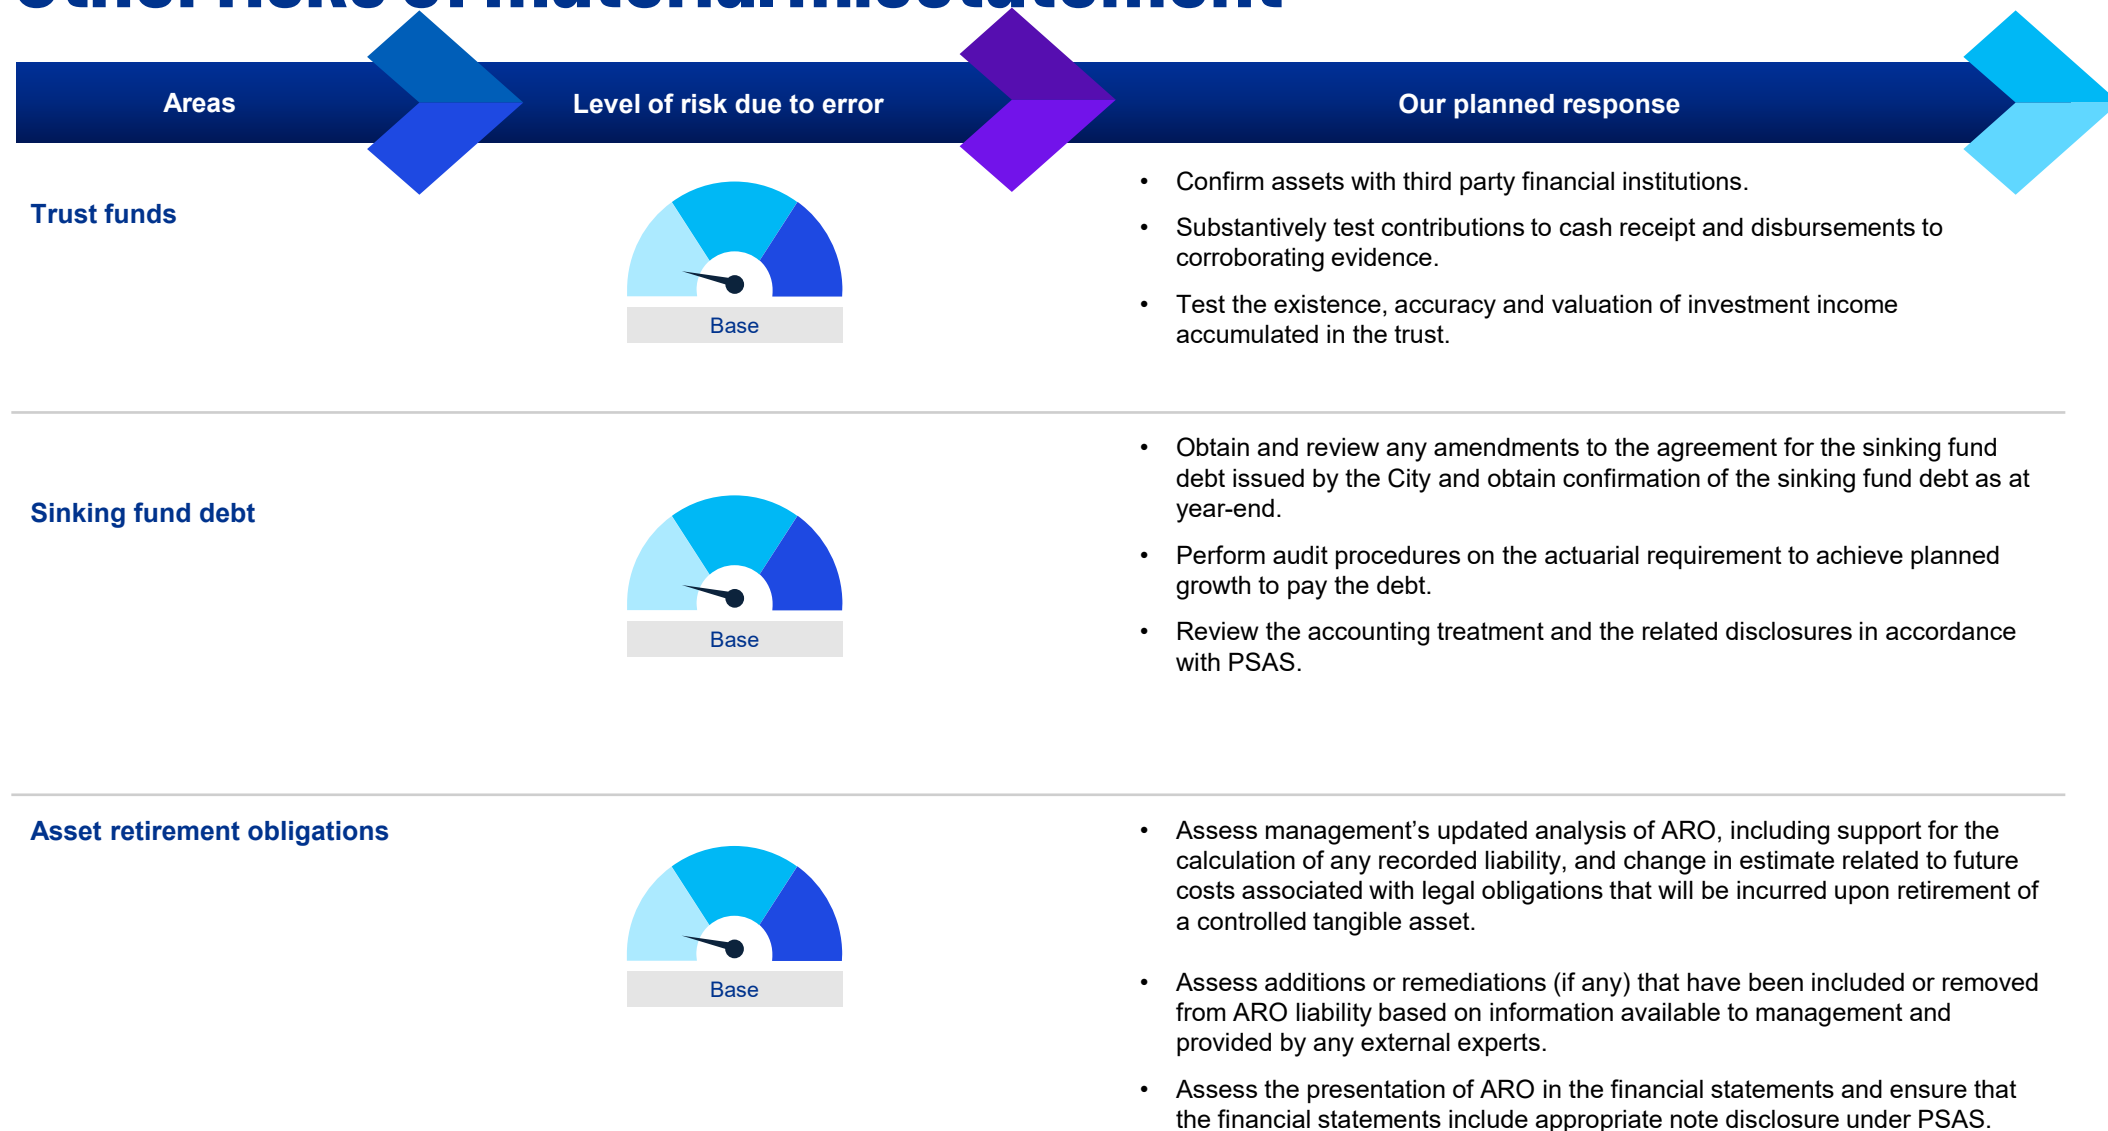 Other risks of material misstatement
Areas
Level of risk due to error
Our planned response
Trust funds
Base
• Confirm assets with third party financial institutions.
• Substantively test contributions to cash receipt and disbursements to
corroborating evidence.
• Test the existence, accuracy and valuation of investment income
accumulated in the trust.
Sinking fund debt
Base
• Obtain and review any amendments to the agreement for the sinking fund
debt issued by the City and obtain confirmation of the sinking fund debt as at
year-end.
• Perform audit procedures on the actuarial requirement to achieve planned
growth to pay the debt.
• Review the accounting treatment and the related disclosures in accordance
with PSAS.
Asset retirement obligations
Base
• Assess management’s updated analysis of ARO, including support for the
calculation of any recorded liability, and change in estimate related to future
costs associated with legal obligations that will be incurred upon retirement of
a controlled tangible asset.
• Assess additions or remediations (if any) that have been included or removed
from ARO liability based on information available to management and
provided by any external experts.
• Assess the presentation of ARO in the financial statements and ensure that
the financial statements include appropriate note disclosure under PSAS.